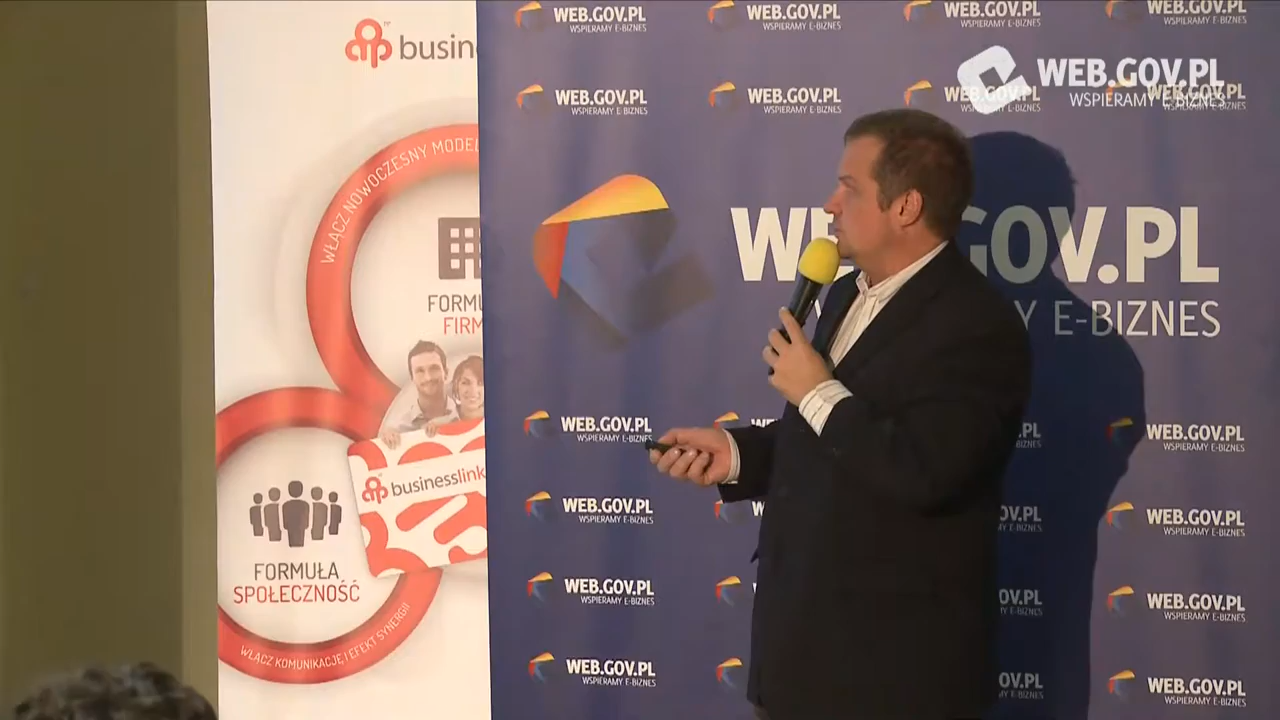 busin
WŁĄCZ NOWOCZESNY MODEL
FIRM
businesslink
FORMUŁA
SPOŁECZNOŚĆ
WŁĄCZ KOMUNIKACJĘ I EFEKT SYNERGII
WEB.GOV.PL
WSPIERAMY E-BIZNES
WEB.GOV.PL
WSPIERAMY E-BIZNES
WEB.GOV.PL
WSPIERAMY E-BIZNES
WEB.GOV.PL
WSPIERAMY E-BIZNES
WEB.GOV.PL
WSPIERAMY E-BIZNES
WEB.GOV.PL
WSPIERAMY E-BIZNES
WEB.GOV.PL
WSPIERAMY E-BIZNES
WEB.GOV.PL
WSPIERAMY E-BIZNES
WEB.GOV.PL
WSPIERAMY E-BIZNES
WE .GOV.PL
Y E-BIZNES
WEB.GOV.PL
WSPIERAMY E-BIZNES
WEB.GOV.PL
WSPIERAMY E-BIZNES
WEB.GOV.PL
WSPIERAMY E-BIZNES
WEB.GOV.PL
WSPIERAMY E-BIZNES
WEB.GOV.PL
WSPIERAMY E-BIZNES
WEB.GOV.PL
WSPIERAMY E-BIZNES
WEB.GOV.PL
WSPIERAMY E-BIZNES
WEB.GOV.PL
WSPIERAMY E-BIZNES